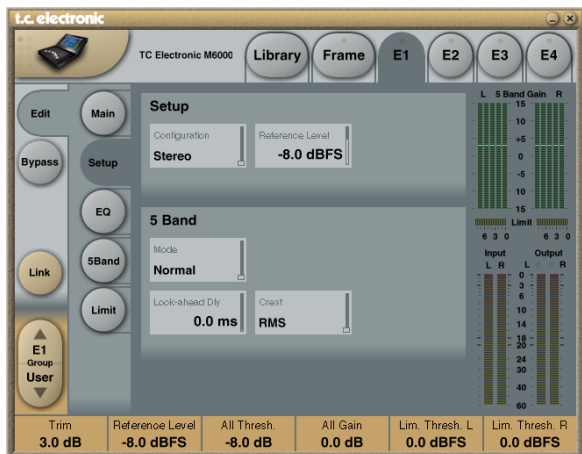 t.c. electronic
TC Electronic M6000
Library
Frame
E1
E2
E3
E4
Edit
Bypass
Link
E1
Group
User
Main
Setup
EQ
5Band
Limit
Setup
Configuration
Stereo
Reference Level
-8.0 dBFS
5 Band
Mode
Normal
Look-ahead Dly
0.0 ms
Crest
RMS
L 5 Band Gain R
15
10
+5
0
-5
10
15
Limit
6 3 0 6 3 0
Input Output
L R L R
0
3
6
10
14
18
20
24
30
40
60
Trim
3.0 dB
Reference Level
-8.0 dBFS
All Thresh.
-8.0 dB
All Gain
0.0 dB
Lim. Thresh. L
0.0 dBFS
Lim. Thresh. R
0.0 dBFS